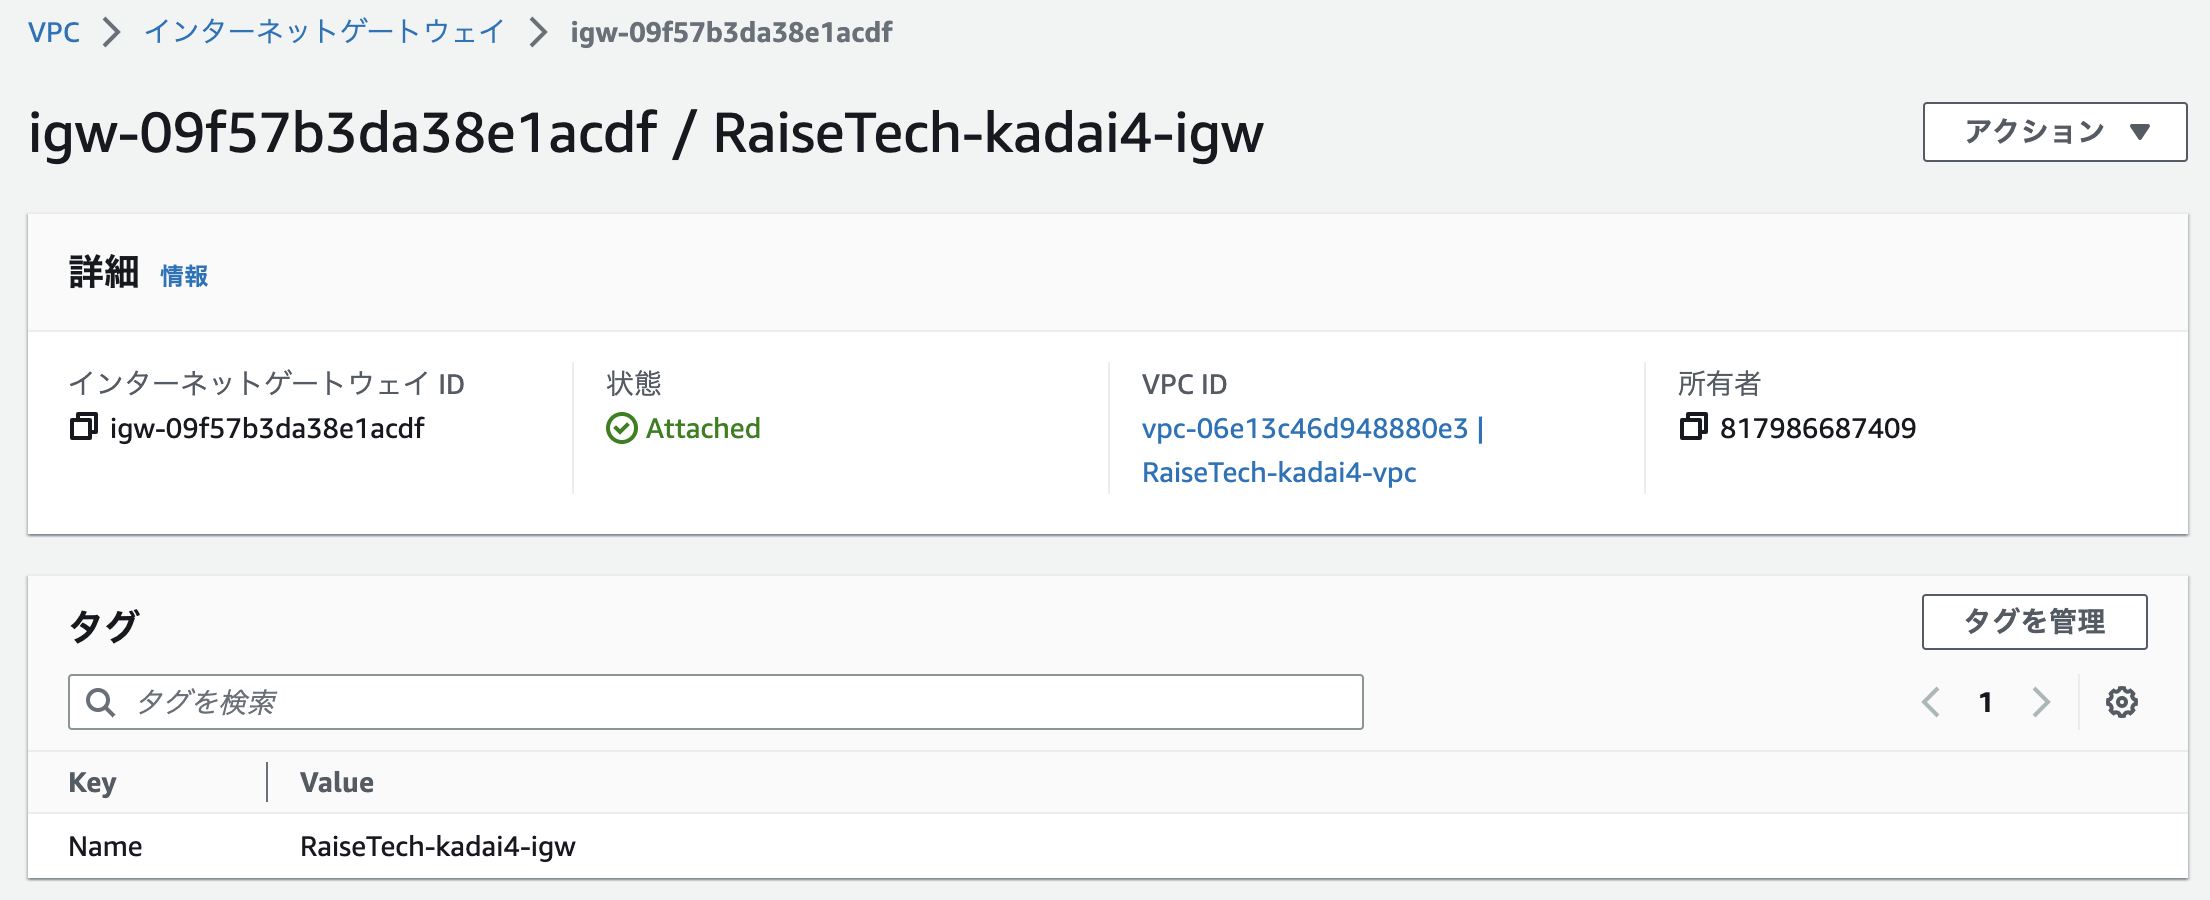 VPC > インターネットゲートウェイ > igw-09f57b3da38e1acdf
igw-09f57b3da38e1acdf / RaiseTech-kadai4-igw
アクション ▼
詳細 情報
インターネットゲートウェイ ID
igw-09f57b3da38e1acdf
状態
Attached
VPC ID
vpc-06e13c46d948880e3 |
RaiseTech-kadai4-vpc
所有者
817986687409
タグ
タグを管理
タグを検索
1
Key Value
Name RaiseTech-kadai4-igw